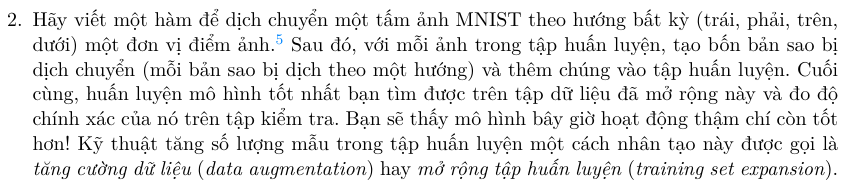 2. Hãy viết một hàm để dịch chuyển một tấm ảnh MNIST theo hướng bất kỳ (trái, phải, trên,
dưới) một đơn vị điểm ảnh.5 Sau đó, với mỗi ảnh trong tập huấn luyện, tạo bốn bản sao bị
dịch chuyển (mỗi bản sao bị dịch theo một hướng) và thêm chúng vào tập huấn luyện. Cuối
cùng, huấn luyện mô hình tốt nhất bạn tìm được trên tập dữ liệu đã mở rộng này và đo độ
chính xác của nó trên tập kiểm tra. Bạn sẽ thấy mô hình bây giờ hoạt động thậm chí còn tốt
hơn! Kỹ thuật tăng số lượng mẫu trong tập huấn luyện một cách nhân tạo này được gọi là
tăng cường dữ liệu (data augmentation) hay mở rộng tập huấn luyện (training set expansion).